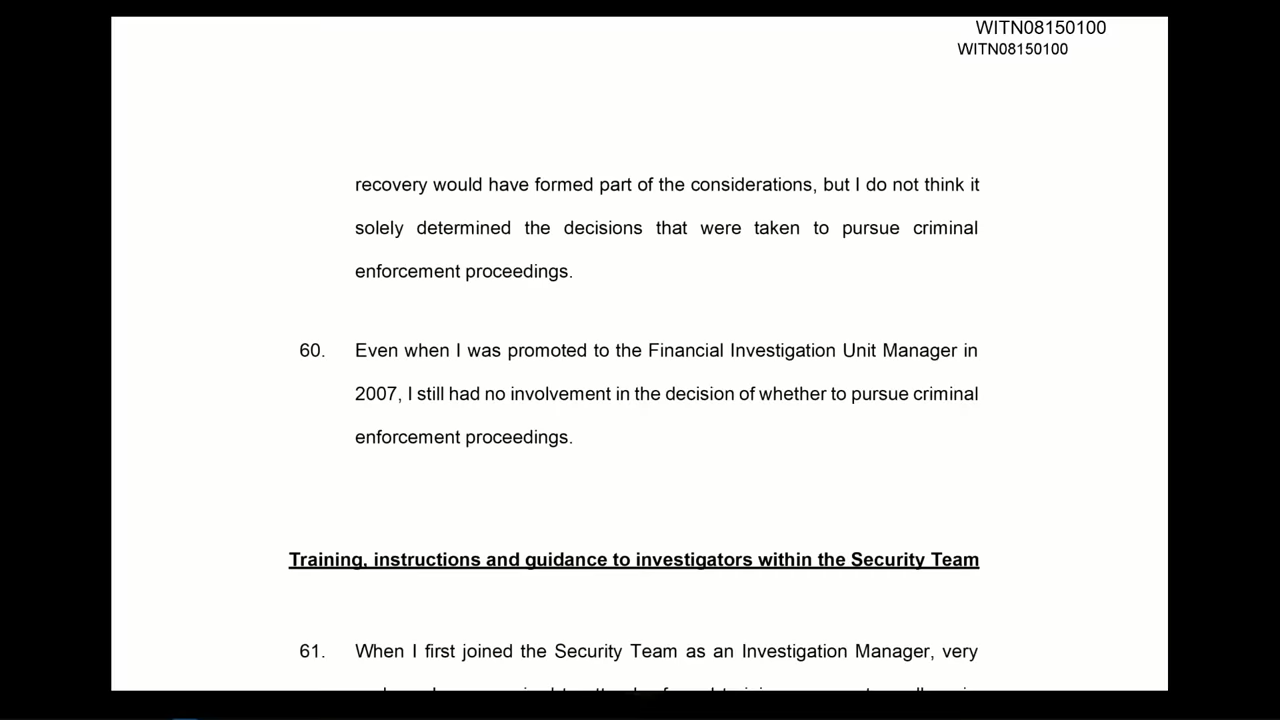 WITN08150100
WITN08150100
recovery would have formed part of the considerations, but I do not think it
solely determined the decisions that were taken to pursue criminal
enforcement proceedings.
60. Even when I was promoted to the Financial Investigation Unit Manager in
2007, I still had no involvement in the decision of whether to pursue criminal
enforcement proceedings.
Training, instructions and guidance to investigators within the Security Team
61. When I first joined the Security Team as an Investigation Manager, very